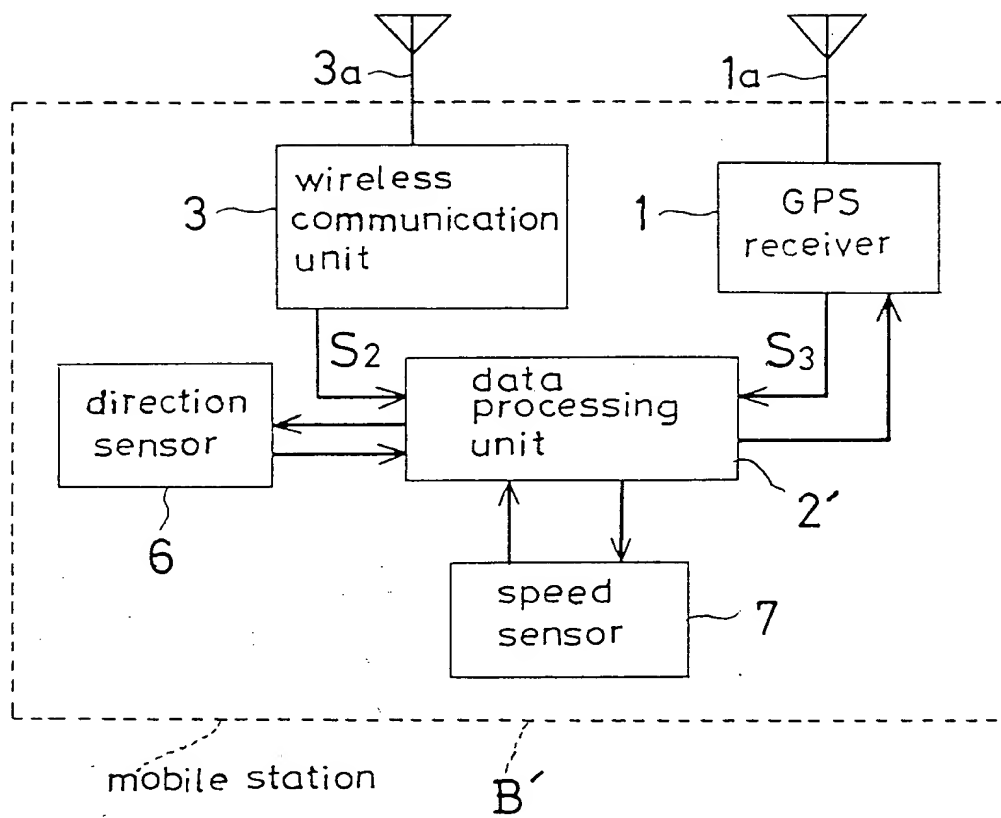 3a
1a
wireless
communication
unit
3
GPS
receiver
1
S2
S3
direction
sensor
data
processing
unit
6
2′
speed
sensor
7
mobile station
B′